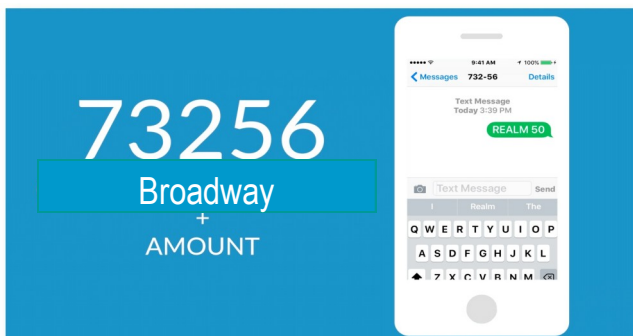 73256
Broadway
+
AMOUNT
9:41 AM
100%
Messages
732-56
Details
Text Message
Today 3:39 PM
REALM 50
Text Message
Send
I
Realm
The
Q W E R T Y U I O P
A S D F G H J K L
Z X C V B N M